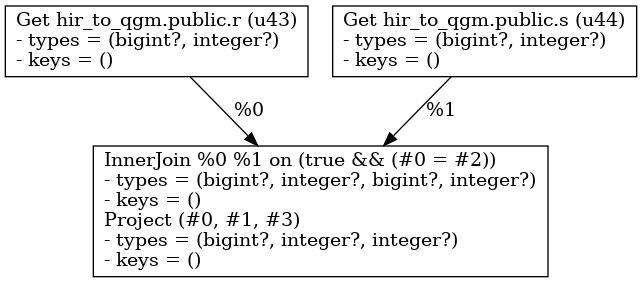 Get hir_to_qgm.public.r (u43)
- types = (bigint?, integer?)
- keys = ()
Get hir_to_qgm.public.s (u44)
- types = (bigint?, integer?)
- keys = ()
%0
%1
InnerJoin %0 %1 on (true && (#0 = #2))
- types = (bigint?, integer?, bigint?, integer?)
- keys = ()
Project (#0, #1, #3)
- types = (bigint?, integer?, integer?)
- keys = ()